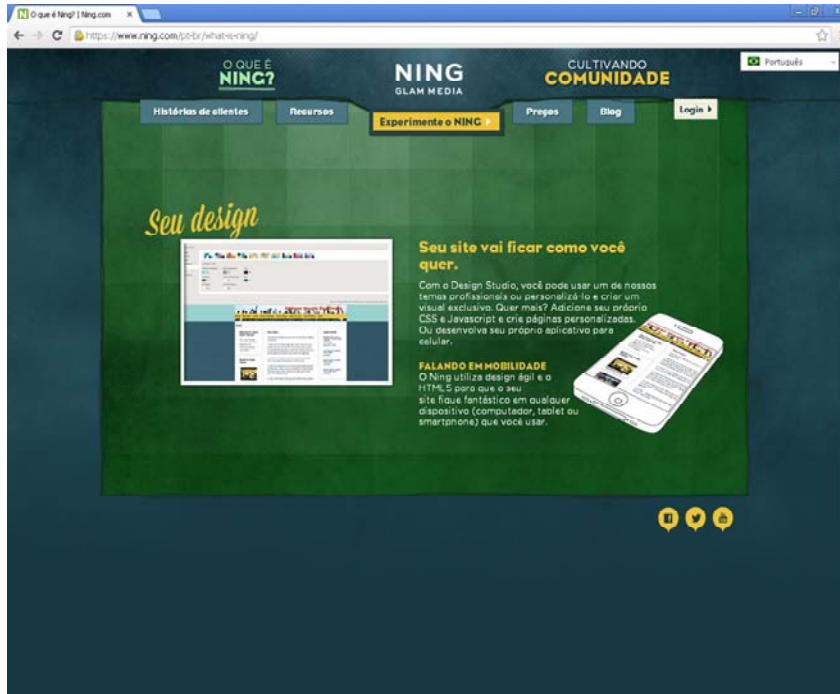 O que é Ning? | Ning.com
https://www.ning.com/pt-br/what-is-ning/
O QUE É
NING?
NING
GLAM MEDIA
CULTIVANDO
COMUNIDADE
Português
Histórias de clientes
Recursos
Experimente o NING
Preços
Blog
Login
Seu design
Seu site vai ficar como você
quer.
Com o Design Studio, você pode usar um de nossos
temas profissionais ou personalizá-lo e criar um
visual exclusivo. Quer mais? Adicione seu próprio
CSS e Javascript e crie páginas personalizadas.
Ou desenvolva seu próprio aplicativo para
celular.
FALANDO EM MOBILIDADE
O Ning utiliza design ágil e o
HTML5 para que o seu
site fique fantástico em qualquer
dispositivo (computador, tablet ou
smartphone) que você usar.